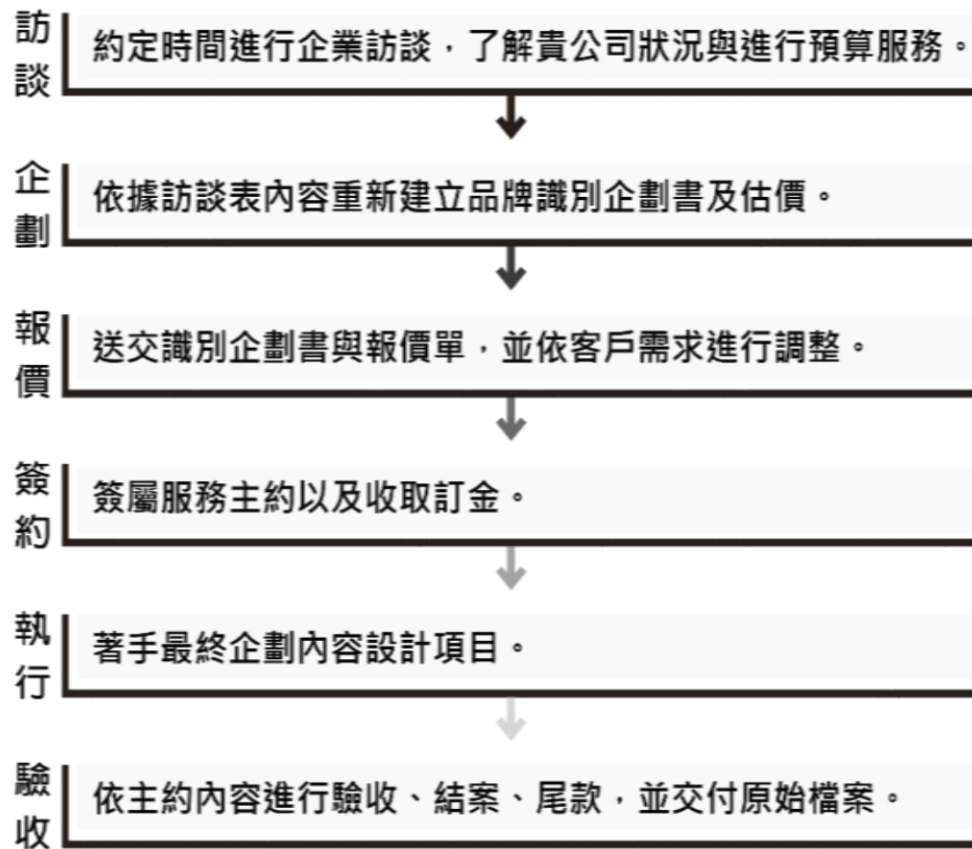 訪談
約定時間進行企業訪談，了解貴公司狀況與進行預算服務。
企劃
依據訪談表內容重新建立品牌識別企劃書及估價。
報價
送交識別企劃書與報價單，並依客戶需求進行調整。
簽約
簽屬服務主約以及收取訂金。
執行
著手最終企劃內容設計項目。
驗收
依主約內容進行驗收、結案、尾款，並交付原始檔案。